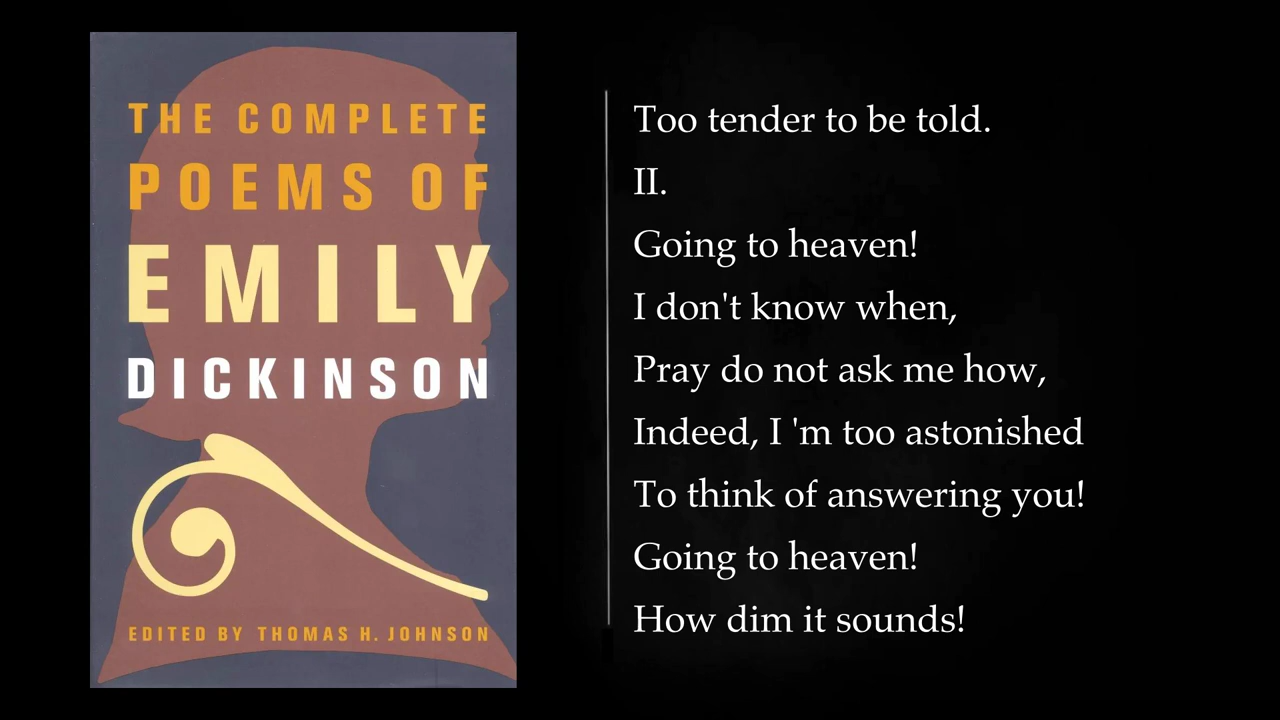 THE COMPLETE
POEMS OF
EMILY
DICKINSON
EDITED BY THOMAS H. JOHNSON
Too tender to be told.
II.
Going to heaven!
I don't know when,
Pray do not ask me how,
Indeed, I 'm too astonished
To think of answering you!
Going to heaven!
How dim it sounds!